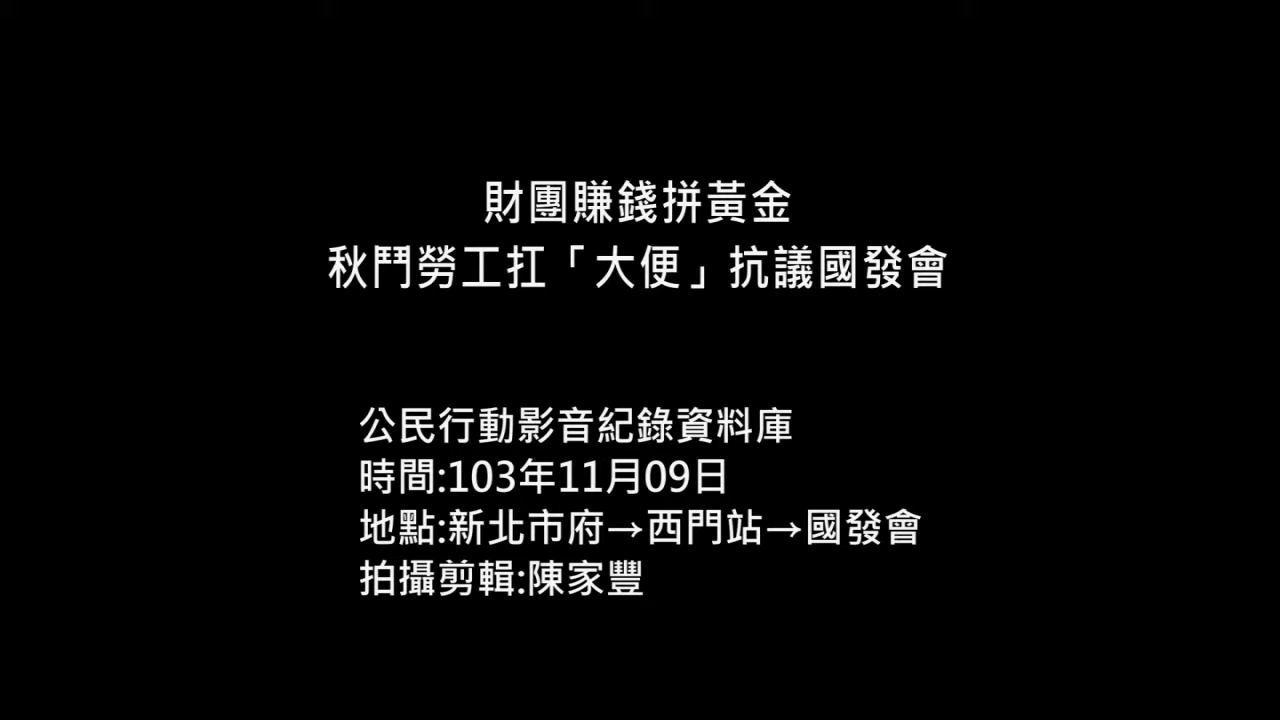 財團賺錢拼黃金
秋鬥勞工扛「大便」抗議國發會
公民行動影音紀錄資料庫
時間:103年11月09日
地點:新北市府→西門站→國發會
拍攝剪輯:陳家豐